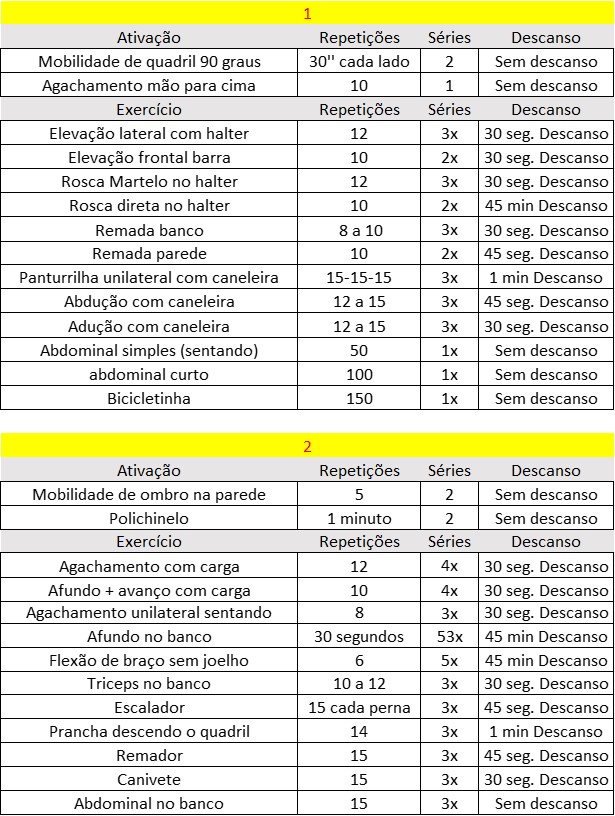 1
Ativação Repetições Séries Descanso
Mobilidade de quadril 90 graus 30'' cada lado 2 Sem descanso
Agachamento mão para cima 10 1 Sem descanso
Exercício Repetições Séries Descanso
Elevação lateral com halter 12 3x 30 seg. Descanso
Elevação frontal barra 10 2x 30 seg. Descanso
Rosca Martelo no halter 12 3x 30 seg. Descanso
Rosca direta no halter 10 2x 45 min Descanso
Remada banco 8 a 10 3x 30 seg. Descanso
Remada parede 10 2x 45 seg. Descanso
Panturrilha unilateral com caneleira 15-15-15 3x 1 min Descanso
Abdução com caneleira 12 a 15 3x 45 seg. Descanso
Adução com caneleira 12 a 15 3x 30 seg. Descanso
Abdominal simples (sentando) 50 1x Sem descanso
abdominal curto 100 1x Sem descanso
Bicicletinha 150 1x Sem descanso
2
Ativação Repetições Séries Descanso
Mobilidade de ombro na parede 5 2 Sem descanso
Polichinelo 1 minuto 2 Sem descanso
Exercício Repetições Séries Descanso
Agachamento com carga 12 4x 30 seg. Descanso
Afundo + avanço com carga 10 4x 30 seg. Descanso
Agachamento unilateral sentando 8 3x 30 seg. Descanso
Afundo no banco 30 segundos 53x 45 min Descanso
Flexão de braço sem joelho 6 5x 45 min Descanso
Triceps no banco 10 a 12 3x 30 seg. Descanso
Escalador 15 cada perna 3x 45 seg. Descanso
Prancha descendo o quadril 14 3x 1 min Descanso
Remador 15 3x 45 seg. Descanso
Canivete 15 3x 30 seg. Descanso
Abdominal no banco 15 3x Sem descanso